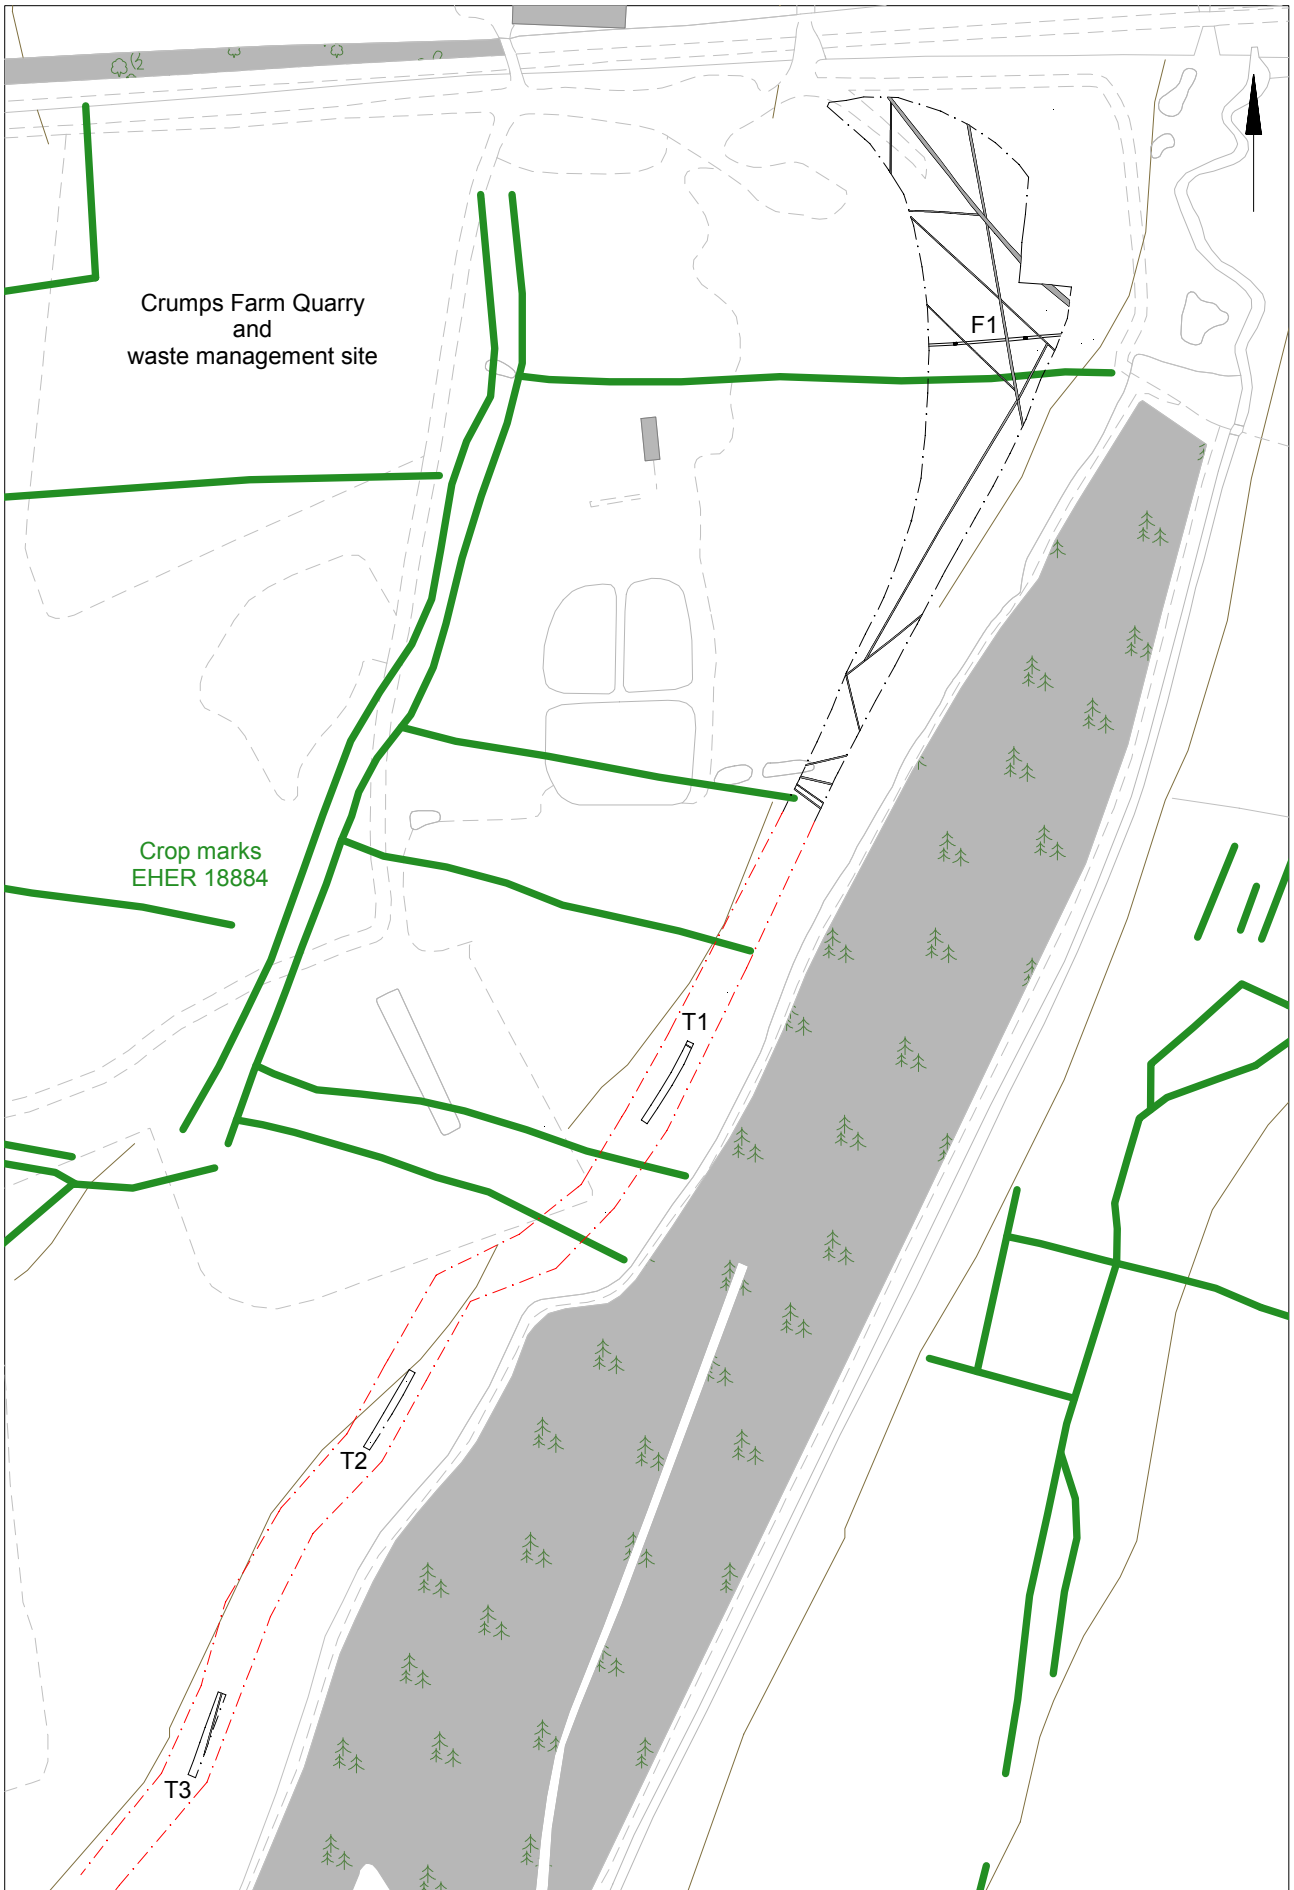 Crumps Farm Quarry
and
waste management site
F1
Crop marks
EHER 18884
T1
T2
T3